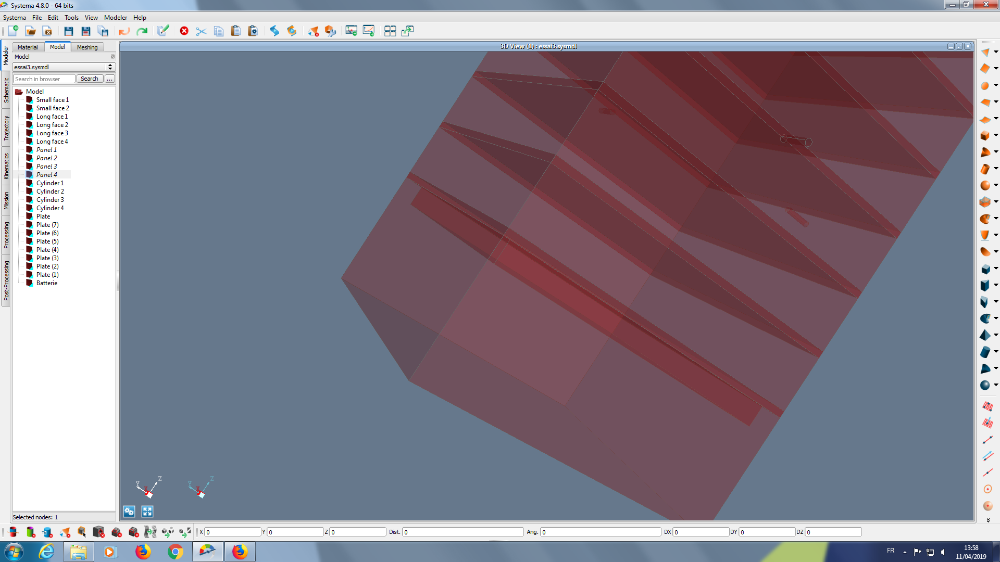 Systema 4.8.0 - 64 bits
Systema File Edit Tools View Modeler Help
Material Model Meshing
Model
essai3.sysmdl
Search in browser Search ...
Model
Small face 1
Small face 2
Long face 1
Long face 2
Long face 3
Long face 4
Panel 1
Panel 2
Panel 3
Panel 4
Cylinder 1
Cylinder 2
Cylinder 3
Cylinder 4
Plate
Plate (7)
Plate (6)
Plate (5)
Plate (4)
Plate (3)
Plate (2)
Plate (1)
Batterie
Selected nodes: 1
Modeler
Schematic
Trajectory
Kinematics
Mission
Processing
Post-Processing
3D View (1) : essai3.sysmdl
Y Z
Y Z
X 0 Y 0 Z 0 Dist. 0 Ang. 0 DX 0 DY 0 DZ 0
FR
13:58
11/04/2019